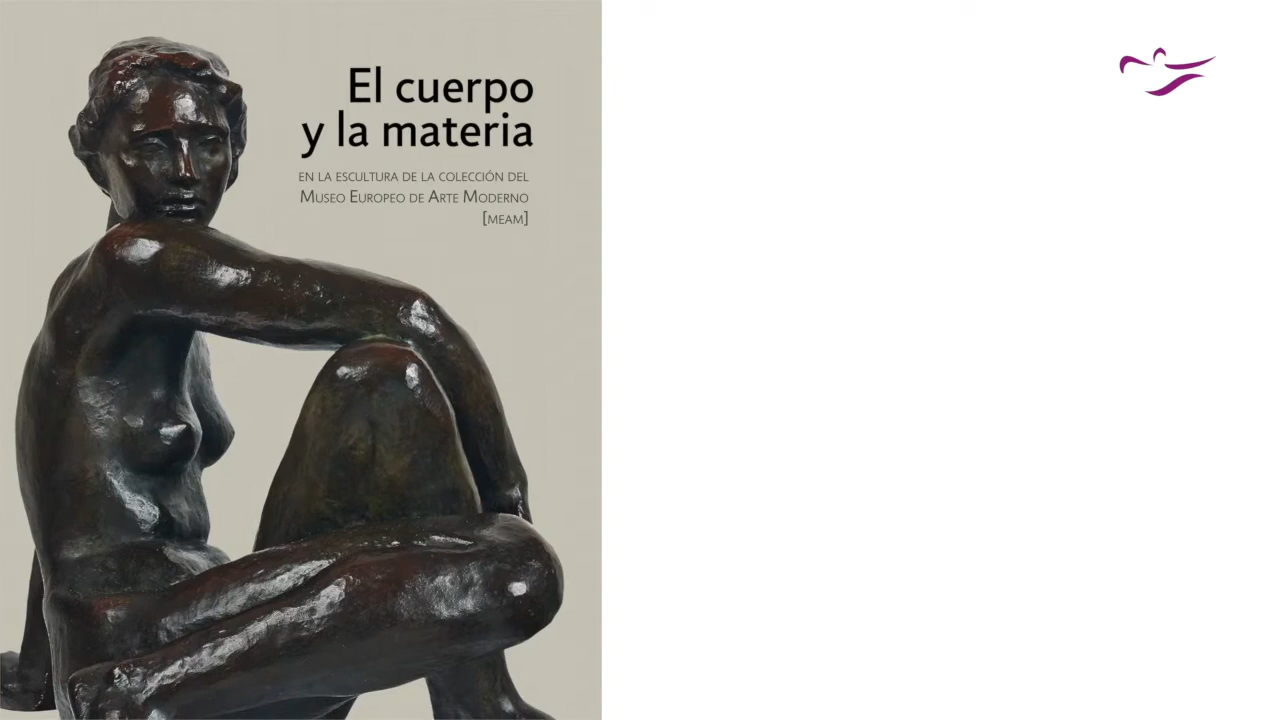 El cuerpo
y la materia
EN LA ESCULTURA DE LA COLECCIÓN DEL
MUSEO EUROPEO DE ARTE MODERNO
[MEAM]